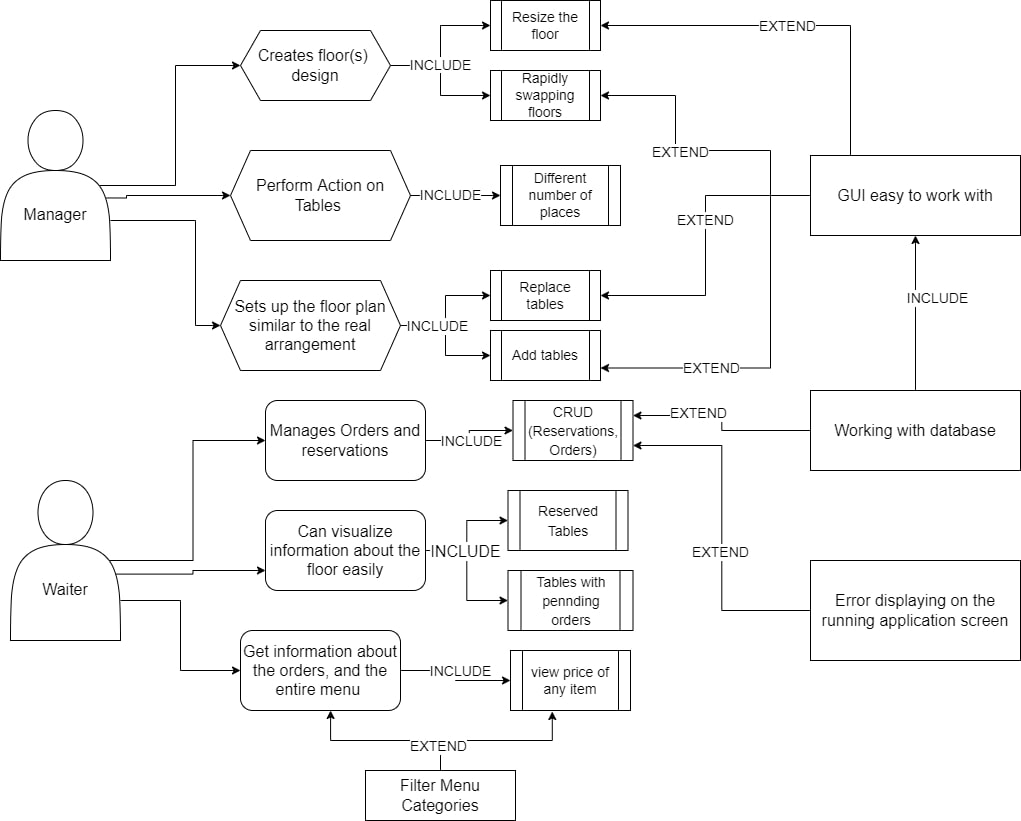 Resize the
floor
EXTEND
Creates floor(s)
design
INCLUDE
Rapidly
swapping
floors
EXTEND
Manager
Perform Action on
Tables
INCLUDE
Different
number of
places
GUI easy to work with
EXTEND
Sets up the floor plan
similar to the real
arrangement
INCLUDE
Replace
tables
INCLUDE
Add tables
EXTEND
Manages Orders and
reservations
INCLUDE
CRUD
(Reservations,
Orders)
EXTEND
Working with database
Waiter
Can visualize
information about the
floor easily
INCLUDE
Reserved
Tables
Tables with
pennding
orders
EXTEND
Error displaying on the
running application screen
Get information about
the orders, and the
entire menu
INCLUDE
view price of
any item
EXTEND
Filter Menu
Categories